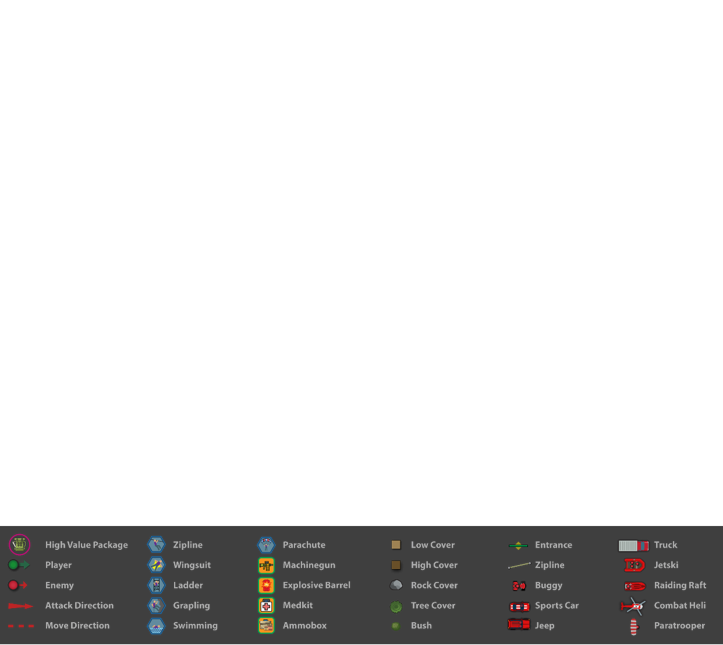 High Value Package
Player
Enemy
Attack Direction
Move Direction
Zipline
Wingsuit
Ladder
Grapling
Swimming
Parachute
Machinegun
Explosive Barrel
Medkit
Ammobox
Low Cover
High Cover
Rock Cover
Tree Cover
Bush
Entrance
Zipline
Buggy
Sports Car
Jeep
Truck
Jetski
Raiding Raft
Combat Heli
Paratrooper